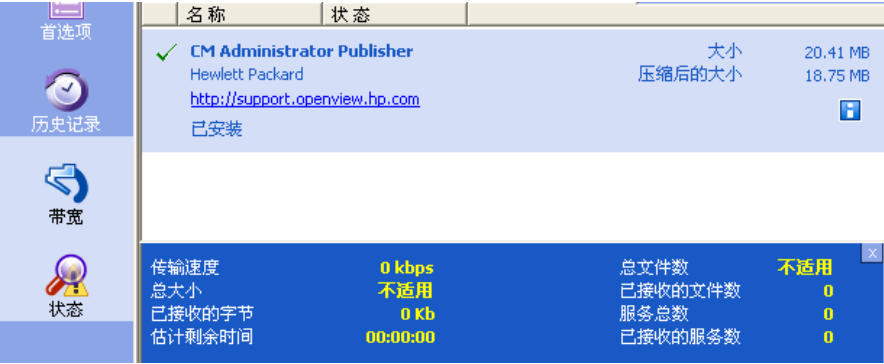 首选项
历史记录
带宽
状态
名称 状态
CM Administrator Publisher 大小 20.41 MB
Hewlett Packard 压缩后的大小 18.75 MB
http://support.openview.hp.com
已安装
传输速度 0 kbps 总文件数 不适用
总大小 不适用 已接收的文件数 0
已接收的字节 0 Kb 服务总数 0
估计剩余时间 00:00:00 已接收的服务数 0